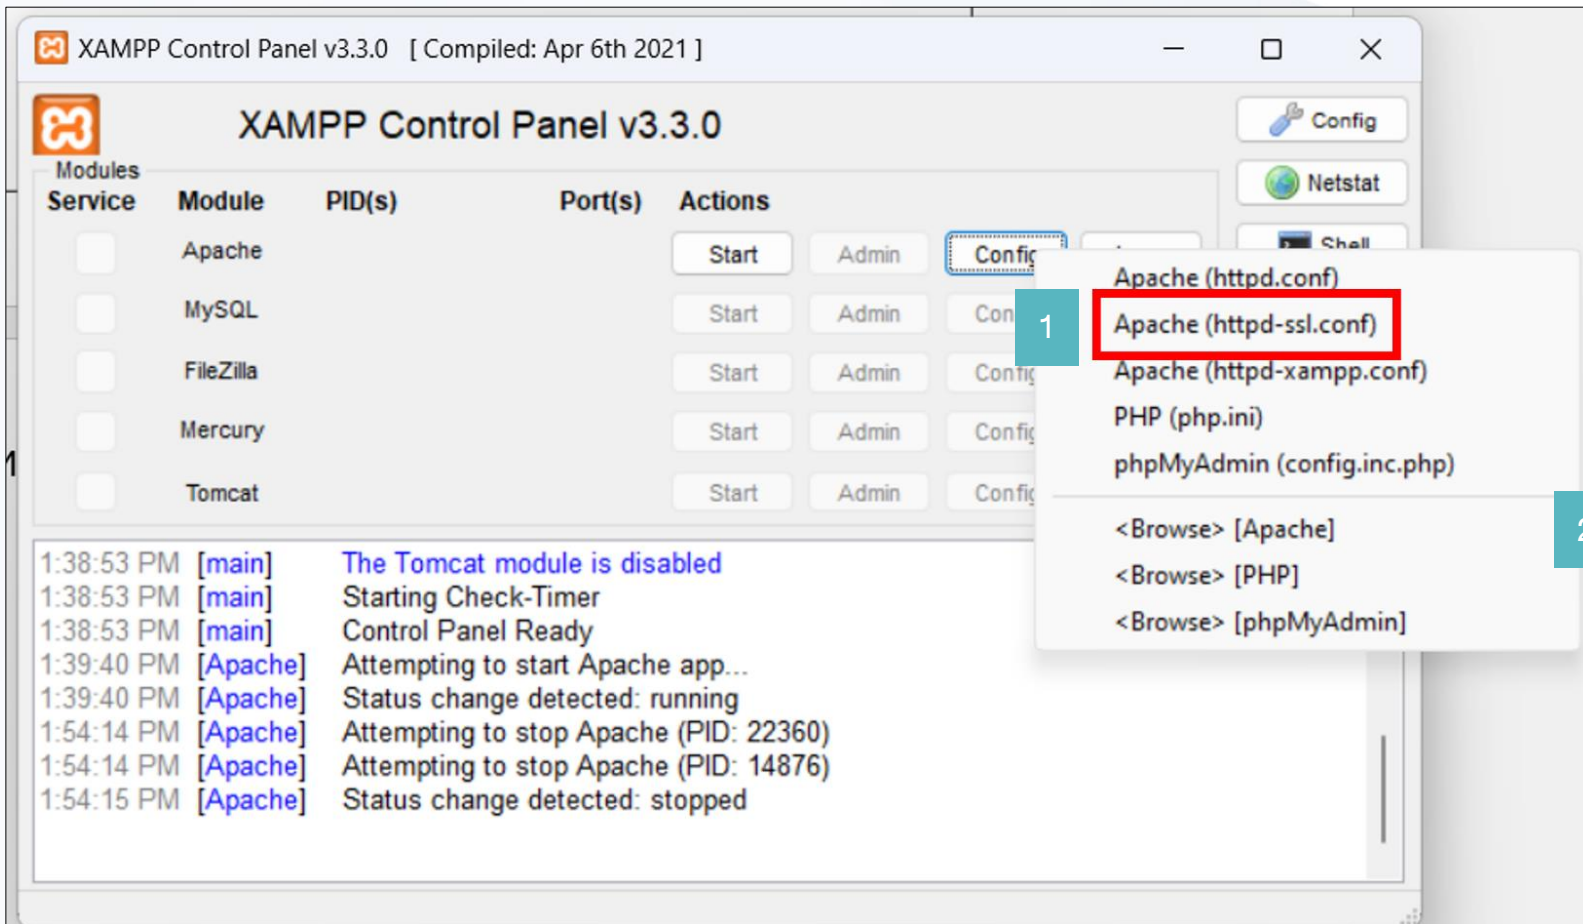 XAMPP Control Panel v3.3.0 [ Compiled: Apr 6th 2021 ]
XAMPP Control Panel v3.3.0
Config
Modules
Netstat
Service Module PID(s) Port(s) Actions
Shell
Apache Start Admin Config
MySQL Start Admin Con
FileZilla Start Admin Config
Mercury Start Admin Config
Tomcat Start Admin Config
Apache (httpd.conf)
1
Apache (httpd-ssl.conf)
Apache (httpd-xampp.conf)
PHP (php.ini)
phpMyAdmin (config.inc.php)
<Browse> [Apache]
2
<Browse> [PHP]
<Browse> [phpMyAdmin]
1:38:53 PM [main] The Tomcat module is disabled
1:38:53 PM [main] Starting Check-Timer
1:38:53 PM [main] Control Panel Ready
1:39:40 PM [Apache] Attempting to start Apache app...
1:39:40 PM [Apache] Status change detected: running
1:54:14 PM [Apache] Attempting to stop Apache (PID: 22360)
1:54:14 PM [Apache] Attempting to stop Apache (PID: 14876)
1:54:15 PM [Apache] Status change detected: stopped